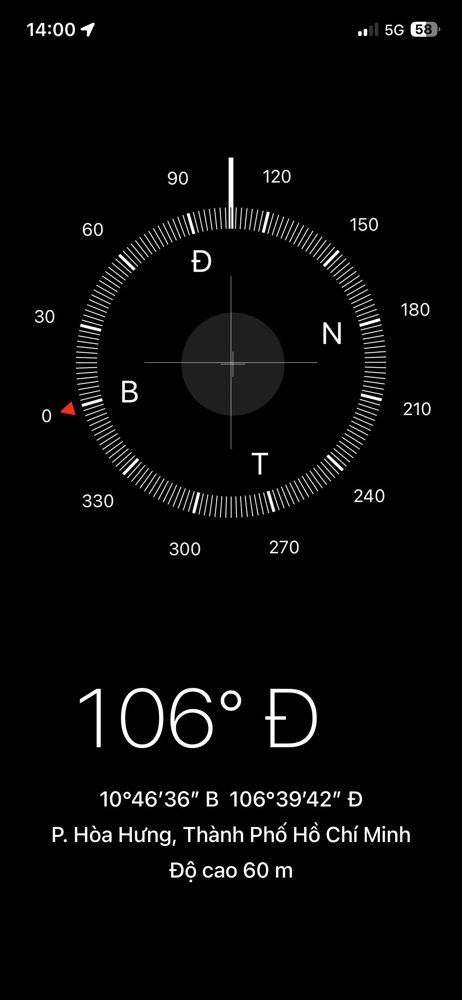 14:00 5G 58
90 120
60 150
30 180
Đ
N
B
0 210
T
330 240
300 270
106° Đ
10°46′36″ B 106°39′42″ Đ
P. Hòa Hưng, Thành Phố Hồ Chí Minh
Độ cao 60 m